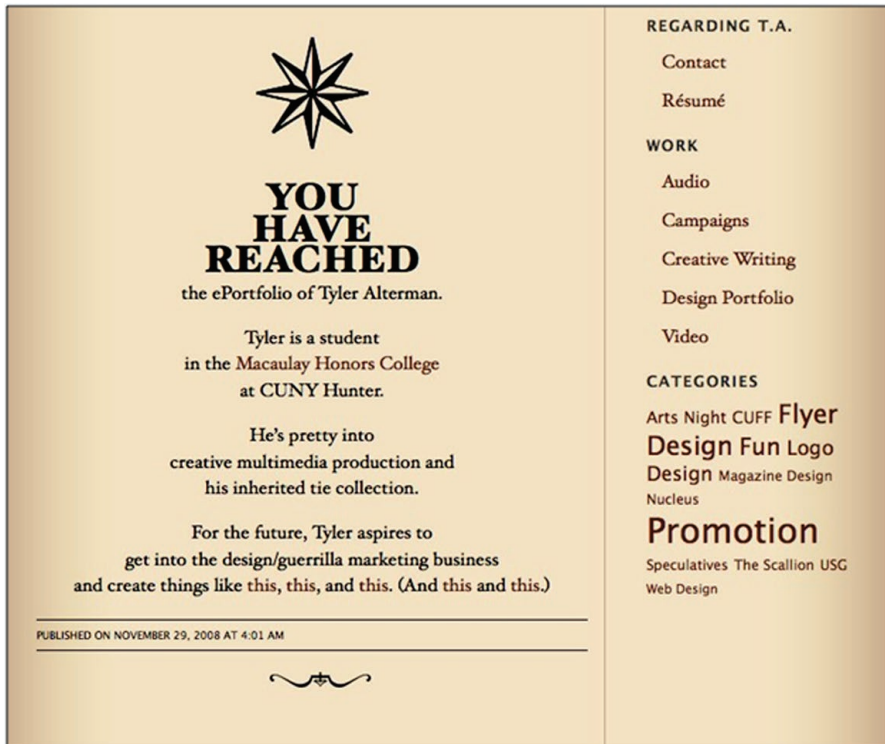 YOU
HAVE
REACHED
the ePortfolio of Tyler Alterman.
Tyler is a student
in the Macaulay Honors College
at CUNY Hunter.
He's pretty into
creative multimedia production and
his inherited tie collection.
For the future, Tyler aspires to
get into the design/guerrilla marketing business
and create things like this, this, and this. (And this and this.)
PUBLISHED ON NOVEMBER 29, 2008 AT 4:01 AM
REGARDING T.A.
Contact
Résumé
WORK
Audio
Campaigns
Creative Writing
Design Portfolio
Video
CATEGORIES
Arts Night CUFF Flyer
Design Fun Logo
Design Magazine Design
Nucleus
Promotion
Speculatives The Scallion USG
Web Design